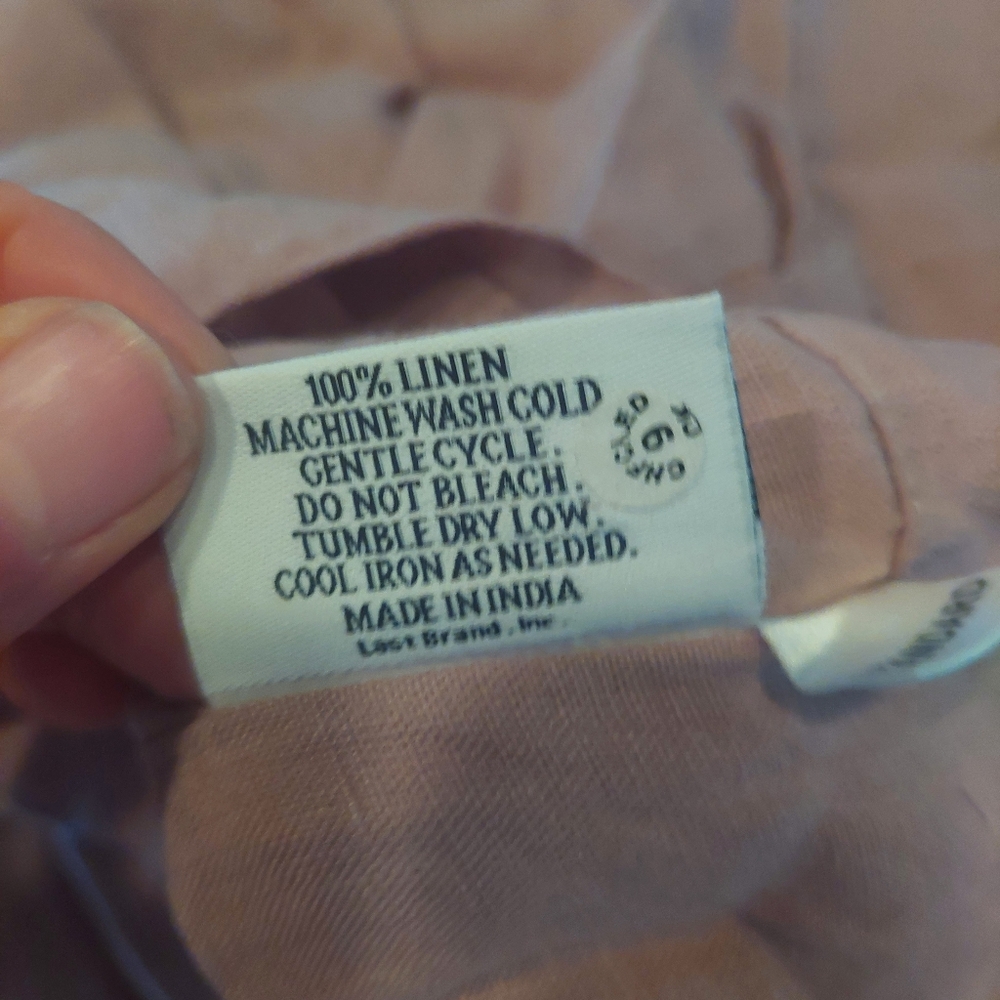 100% LINEN
MACHINE WASH COLD
GENTLE CYCLE.
DO NOT BLEACH.
TUMBLE DRY LOW.
COOL IRON AS NEEDED.
MADE IN INDIA
Last Brand, Inc.
6